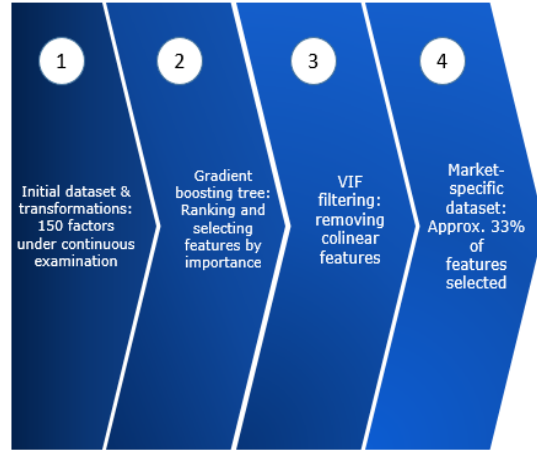 1
Initial dataset &
transformations:
150 factors
under continuous
examination
2
Gradient
boosting tree:
Ranking and
selecting
features by
importance
3
VIF
filtering:
removing
colinear
features
4
Market-
specific
dataset:
Approx. 33%
of
features
selected